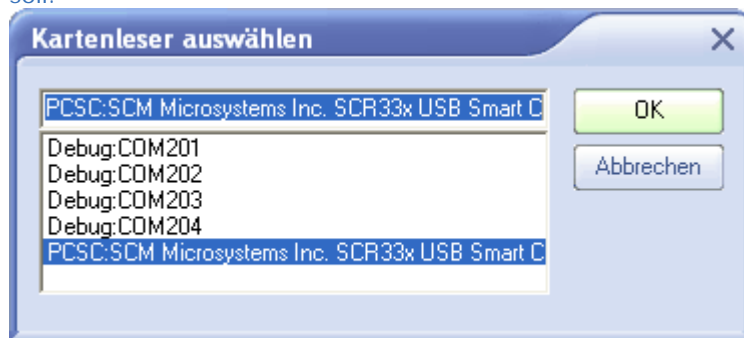 Kartenleser auswählen
PCSC:SCM Microsystems Inc. SCR33x USB Smart C
OK
Debug:COM201
Abbrechen
Debug:COM202
Debug:COM203
Debug:COM204
PCSC:SCM Microsystems Inc. SCR33x USB Smart C